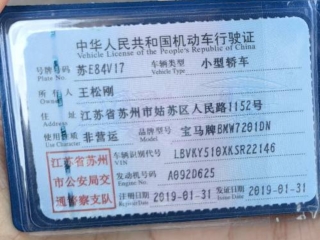 中华人民共和国机动车行驶证
Vehicle License of the People's Republic of China
号牌号码 苏E84V17 车辆类型 小型轿车
Plate No. Vehicle Type
所有人 王松刚
Owner
住址 江苏省苏州市姑苏区人民路1152号
Address
使用性质 非营运 品牌型号 宝马牌BMW7201DN
Use Character Model
江苏省苏州市公安局交通警察支队
车辆识别代号 LBVKY510XKSR22146
VIN
发动机号码 A092D625
Engine No.
注册日期 2019-01-31 发证日期 2019-01-31
Register Date Issue Date